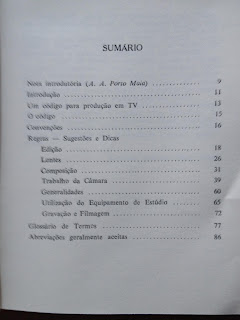 SUMÁRIO
Nota introdutória (A. A. Porto Maia) 9
Introdução 11
Um código para produção em TV 13
O código 15
Convenções 16
Regras — Sugestões e Dicas
Edição 18
Lentes 26
Composição 31
Trabalho da Câmara 39
Generalidades 60
Utilização do Equipamento de Estúdio 65
Gravação e Filmagem 72
Glossário de Termos 77
Abreviações geralmente aceitas 86